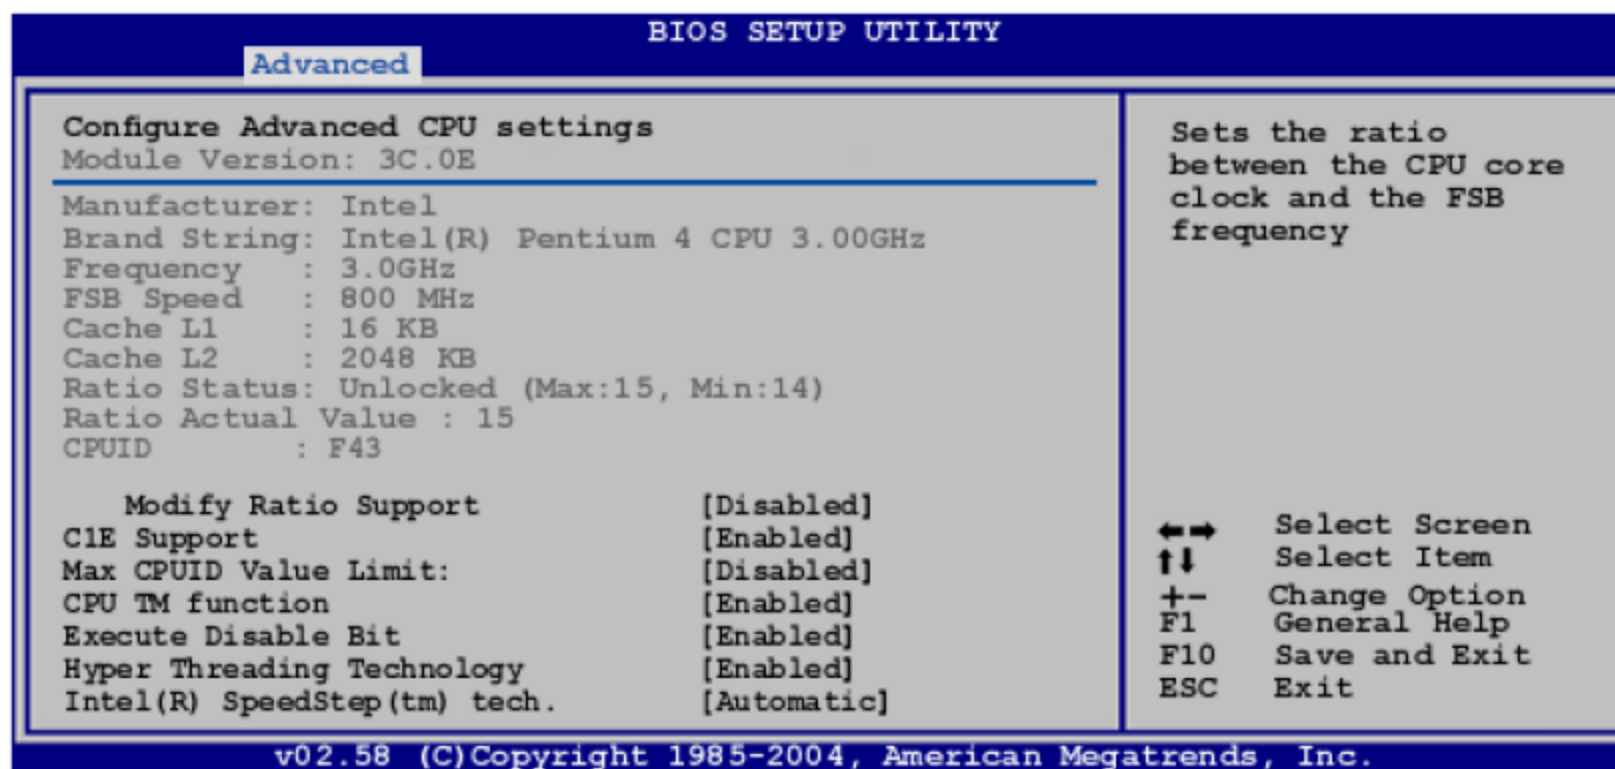 BIOS SETUP UTILITY
Advanced
Configure Advanced CPU settings
Module Version: 3C.0E
Manufacturer: Intel
Brand String: Intel(R) Pentium 4 CPU 3.00GHz
Frequency : 3.0GHz
FSB Speed : 800 MHz
Cache L1 : 16 KB
Cache L2 : 2048 KB
Ratio Status: Unlocked (Max:15, Min:14)
Ratio Actual Value : 15
CPUID : F43
Modify Ratio Support [Disabled]
C1E Support [Enabled]
Max CPUID Value Limit: [Disabled]
CPU TM function [Enabled]
Execute Disable Bit [Enabled]
Hyper Threading Technology [Enabled]
Intel(R) SpeedStep(tm) tech. [Automatic]
Sets the ratio
between the CPU core
clock and the FSB
frequency
←→ Select Screen
↑↓ Select Item
+- Change Option
F1 General Help
F10 Save and Exit
ESC Exit
v02.58 (C)Copyright 1985-2004, American Megatrends, Inc.